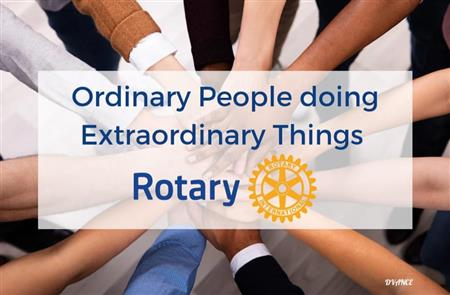 Ordinary People doing
Extraordinary Things
Rotary
ROTARY
INTERNATIONAL
DVANCE